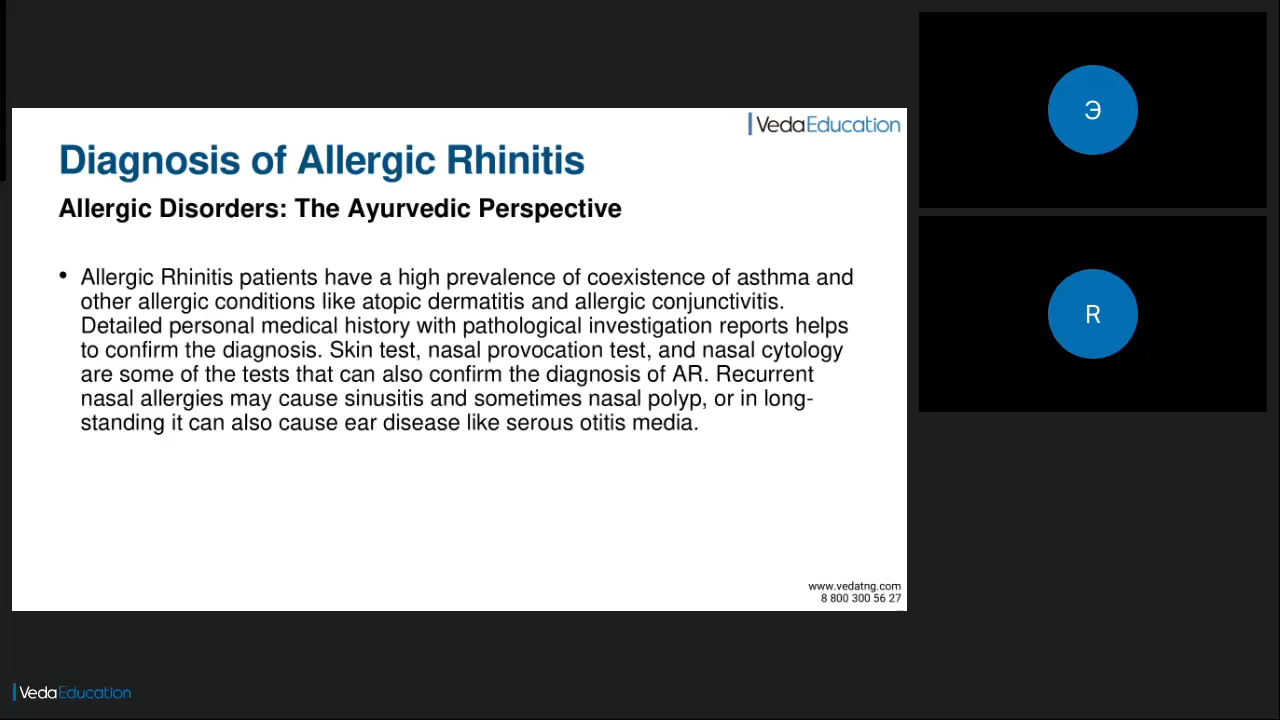 VedaEducation
Diagnosis of Allergic Rhinitis
Allergic Disorders: The Ayurvedic Perspective
• Allergic Rhinitis patients have a high prevalence of coexistence of asthma and
other allergic conditions like atopic dermatitis and allergic conjunctivitis.
Detailed personal medical history with pathological investigation reports helps
to confirm the diagnosis. Skin test, nasal provocation test, and nasal cytology
are some of the tests that can also confirm the diagnosis of AR. Recurrent
nasal allergies may cause sinusitis and sometimes nasal polyp, or in long-
standing it can also cause ear disease like serous otitis media.
www.vedatng.com
8 800 300 56 27
Э
R
VedaEducation